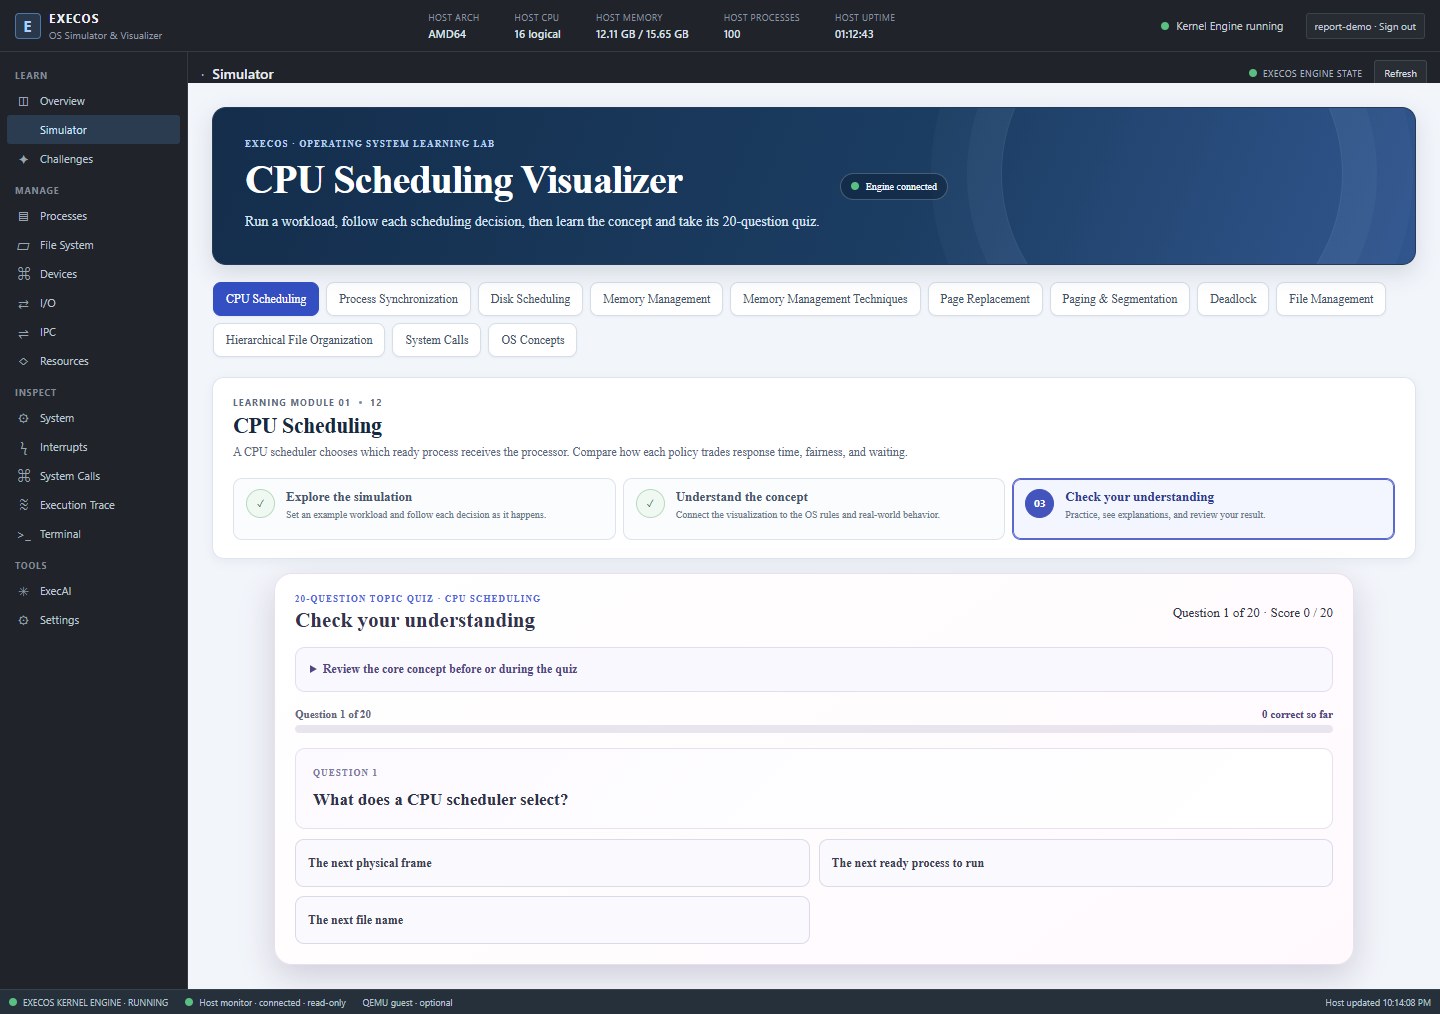 E
EXECOS
OS Simulator & Visualizer
HOST ARCH
AMD64
HOST CPU
16 logical
HOST MEMORY
12.11 GB / 15.65 GB
HOST PROCESSES
100
HOST UPTIME
01:12:43
Kernel Engine running
report-demo · Sign out
LEARN
Overview
Simulator
Challenges
MANAGE
Processes
File System
Devices
I/O
IPC
Resources
INSPECT
System
Interrupts
System Calls
Execution Trace
>_ Terminal
TOOLS
ExecAI
Settings
· Simulator
EXECOS ENGINE STATE
Refresh
EXECOS · OPERATING SYSTEM LEARNING LAB
CPU Scheduling Visualizer
Run a workload, follow each scheduling decision, then learn the concept and take its 20-question quiz.
Engine connected
CPU Scheduling
Process Synchronization
Disk Scheduling
Memory Management
Memory Management Techniques
Page Replacement
Paging & Segmentation
Deadlock
File Management
Hierarchical File Organization
System Calls
OS Concepts
LEARNING MODULE 01 • 12
CPU Scheduling
A CPU scheduler chooses which ready process receives the processor. Compare how each policy trades response time, fairness, and waiting.
✓
Explore the simulation
Set an example workload and follow each decision as it happens.
✓
Understand the concept
Connect the visualization to the OS rules and real-world behavior.
03
Check your understanding
Practice, see explanations, and review your result.
20-QUESTION TOPIC QUIZ · CPU SCHEDULING
Check your understanding
Question 1 of 20 · Score 0 / 20
▶ Review the core concept before or during the quiz
Question 1 of 20
0 correct so far
QUESTION 1
What does a CPU scheduler select?
The next physical frame
The next ready process to run
The next file name
EXECOS KERNEL ENGINE · RUNNING
Host monitor · connected · read-only
QEMU guest · optional
Host updated 10:14:08 PM